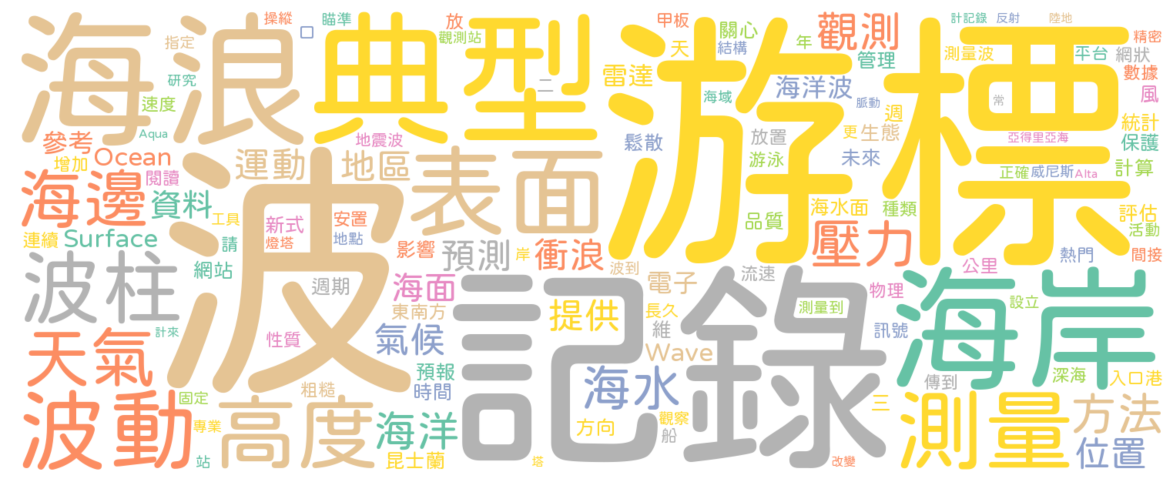 海浪
典型
游標
波
記錄
海岸
表面
觀測
壓力
測量
高度
波動
天氣
波柱
海邊
海水
海洋
氣候
位置
方法
運動
地區
預測
衝浪
提供
海面
資料
參考
Ocean
Surface
Wave
電子
海洋波
雷達
關心
管理
操縱
瞄準
放
觀測站
甲板
天
結構
年
計記錄
反射
陸地
精密
測量波
平台
網狀
數據
風
指定
研究
速度
Aqua
增加
閱讀
地震波
二
口
海域
脈動
週
更
生態
常
統計
保護
亞得里亞海
鬆散
放置
游泳
未來
正確
威尼斯
Alta
計算
工具
連續
請
新式
燈塔
安置
地點
影響
岸
品質
海水面
種類
評估
活動
網站
週期
波到
流速
公里
熱門
間接
東南方
長久
維
測量到
物理
訊號
設立
計來
性質
預報
時間
粗糙
傳到
深海
入口港
固定
專業
站
昆士蘭
方向
觀察
船
塔
三
改變